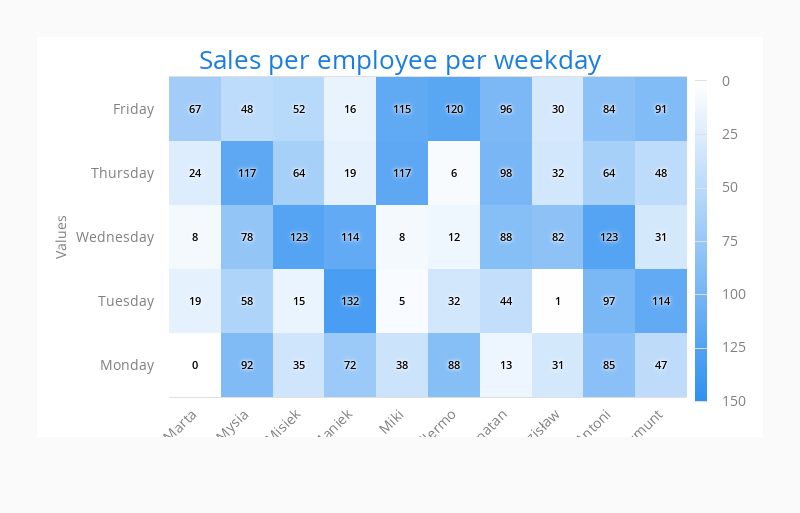 Sales per employee per weekday
Values
Friday 67 48 52 16 115 120 96 30 84 91
Thursday 24 117 64 19 117 6 98 32 64 48
Wednesday 8 78 123 114 8 12 88 82 123 31
Tuesday 19 58 15 132 5 32 44 1 97 114
Monday 0 92 35 72 38 88 13 31 85 47
Marta Mysia Misiek Miki Antoni
0
25
50
75
100
125
150